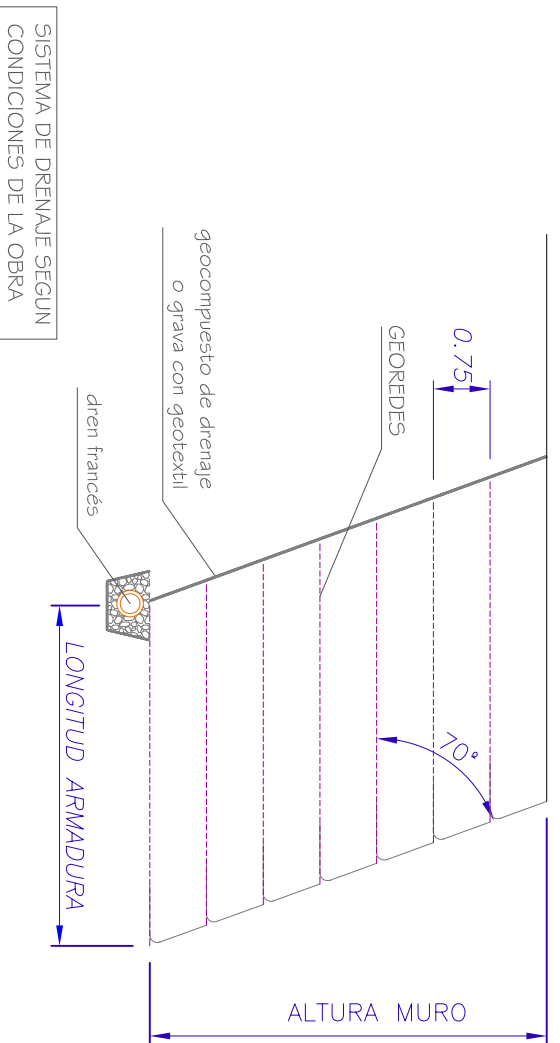 SISTEMA DE DRENAJE SEGUN
CONDICIONES DE LA OBRA
geocompuesto de drenaje
o grava con geotextil
dren francés
GEOREDES
0.75
70°
LONGITUD ARMADURA
ALTURA MURO